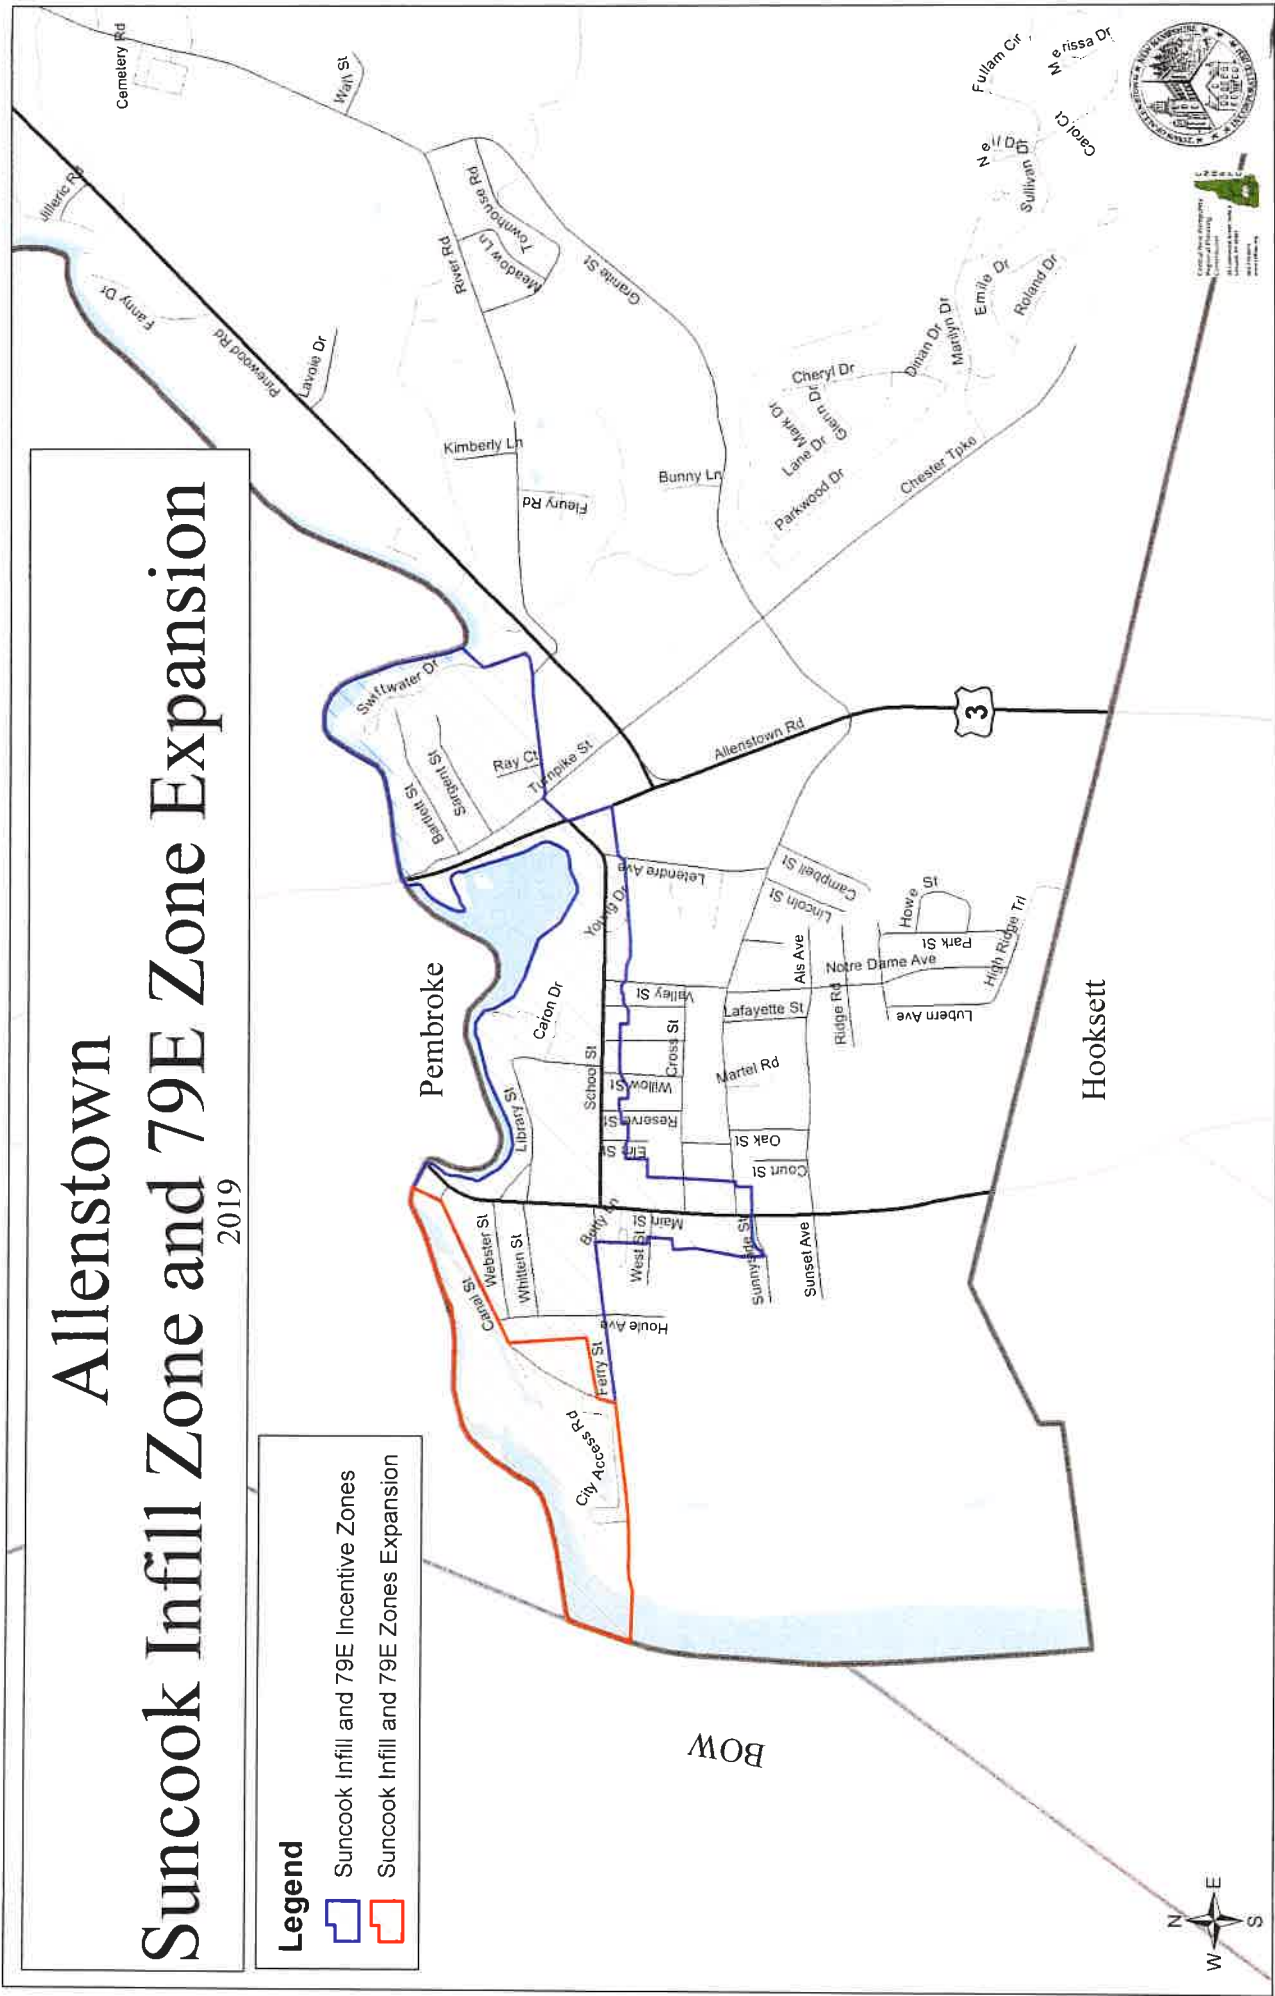 Allenstown
Suncook Infill Zone and 79E Zone Expansion
2019
Legend
Suncook Infill and 79E Incentive Zones
Suncook Infill and 79E Zones Expansion
Pembroke
Hooksett
BOW
N
W
E
S
3
Cemetery Rd
Wall St
Jilleric Rd
Fanny Dr
Pinewood Rd
Lavoie Dr
River Rd
Townhouse Rd
Meadow Ln
Granite St
Kimberly Ln
Fleury Rd
Bunny Ln
Fullam Cir
Merissa Dr
Neil Dr
Carol Ct
Sullivan Dr
Emile Dr
Roland Dr
Marilyn Dr
Dinan Dr
Cheryl Dr
Mark Dr
Glenn Dr
Lane Dr
Parkwood Dr
Chester Tpke
Swiftwater Dr
Bartlett St
Sargent St
Ray Ct
Turnpike St
Allenstown Rd
Letendre Ave
Young Dr
Campbell St
Lincoln St
Howe St
Park St
High Ridge Trl
Notre Dame Ave
Als Ave
Ridge Rd
Lubern Ave
Valley St
Lafayette St
Caron Dr
Cross St
School St
Willow St
Martel Rd
Library St
Reserve St
Elm St
Oak St
Court St
Main St
Betty Ln
West St
Sunnyside St
Sunset Ave
Webster St
Whitten St
Canal St
Houle Ave
Ferry St
City Access Rd